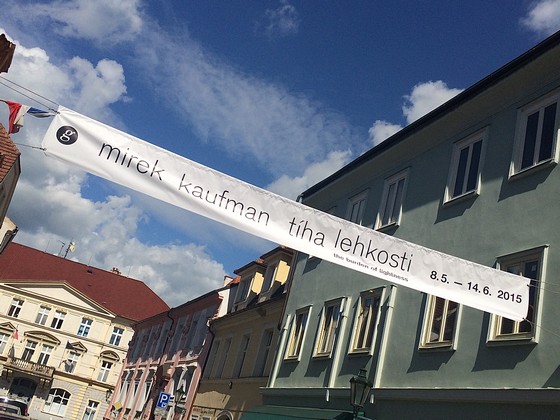 g
mirek kaufman tíha lehkosti
the burden of lightness
8.5. – 14.6. 2015
P